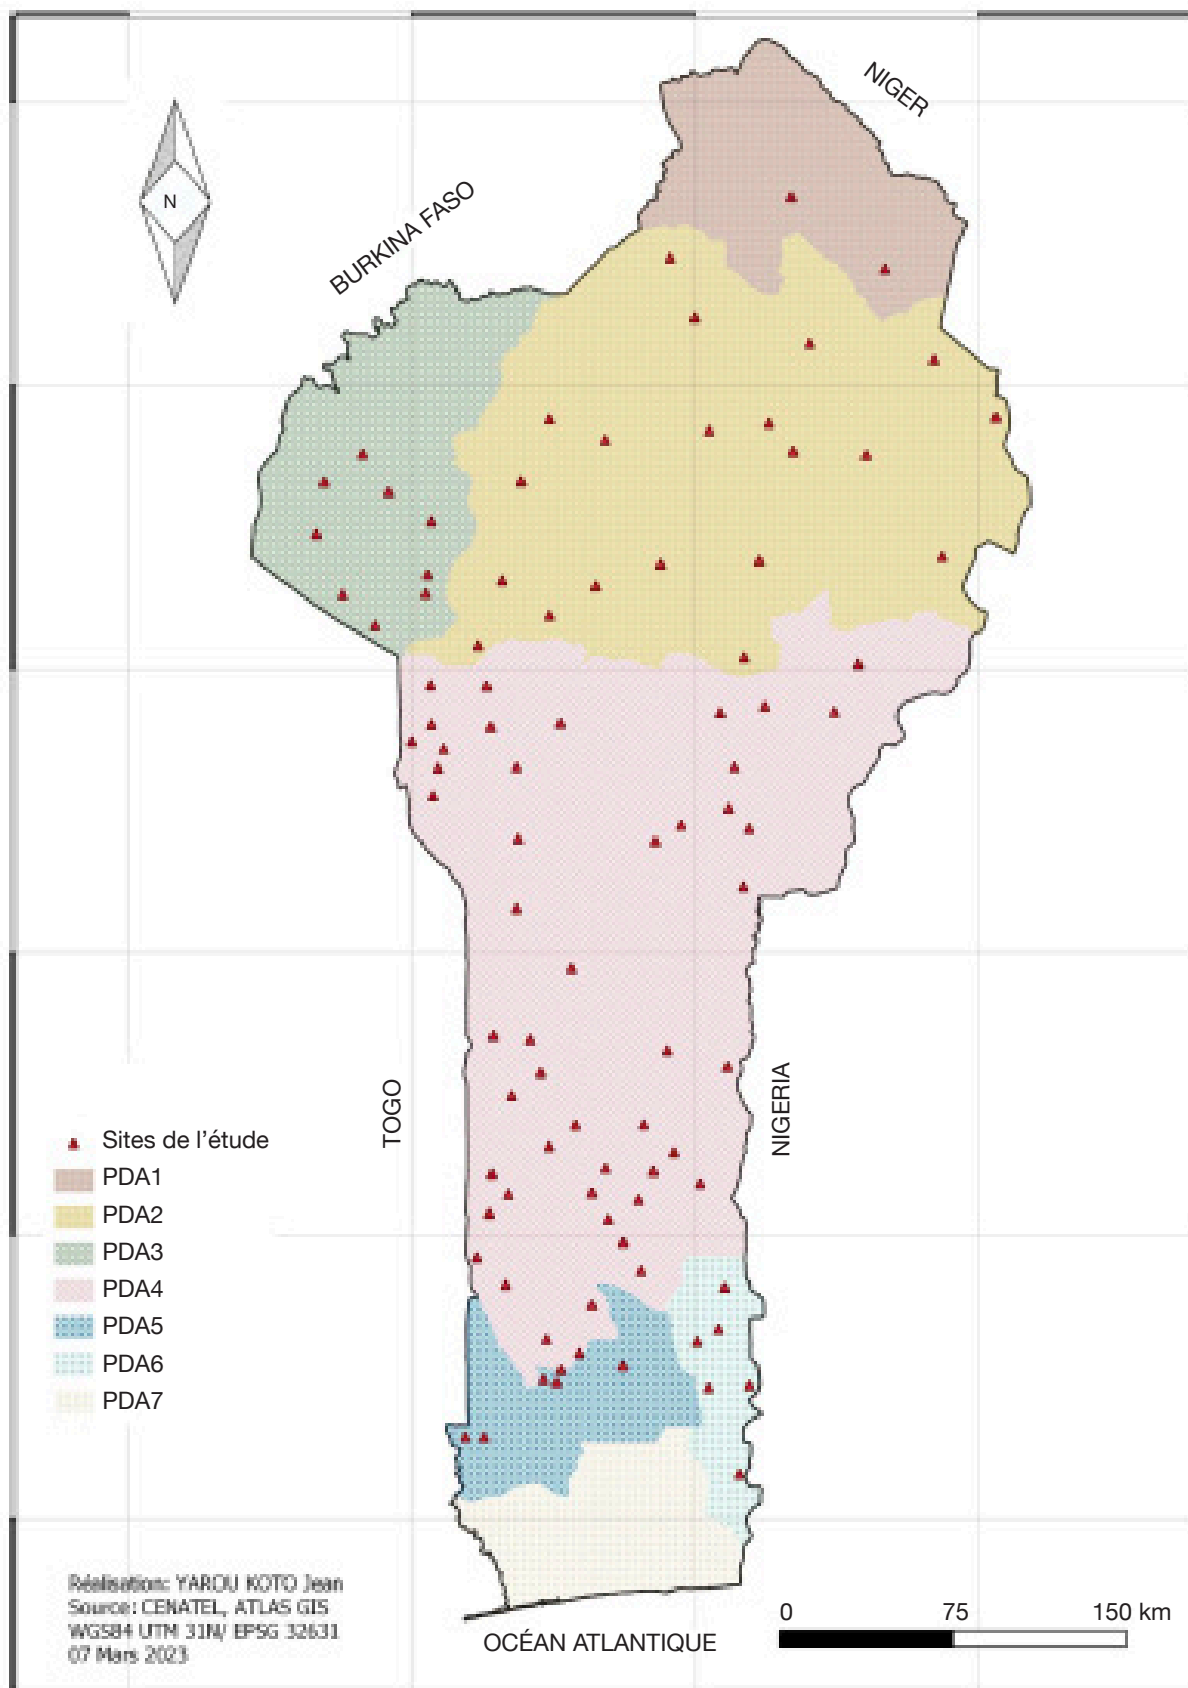 NIGER
BURKINA FASO
N
TOGO
NIGERIA
Sites de l'étude
PDA1
PDA2
PDA3
PDA4
PDA5
PDA6
PDA7
Réalisation: YAROU KOTO Jean
Source: CENATEL, ATLAS GIS
WGS84 UTM 31N/ EPSG 32631
07 Mars 2023
0 75 150 km
OCÉAN ATLANTIQUE